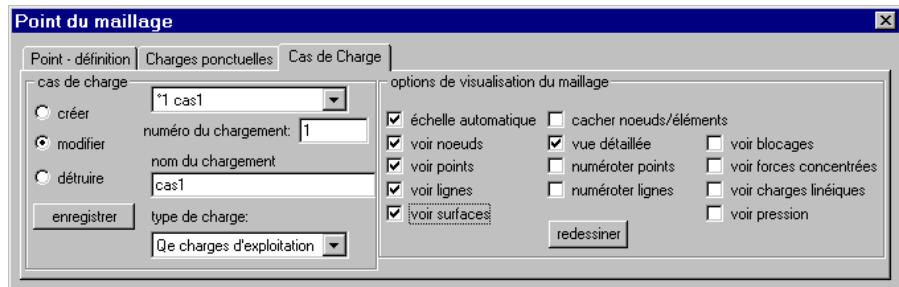 Point du maillage
Point - définition Charges ponctuelles Cas de Charge
cas de charge
créer
modifier
détruire
enregistrer
*1 cas1
numéro du chargement: 1
nom du chargement
cas1
type de charge:
Qe charges d'exploitation
options de visualisation du maillage
échelle automatique cacher noeuds/éléments
voir noeuds vue détaillée voir blocages
voir points numéroter points voir forces concentrées
voir lignes numéroter lignes voir charges linéiques
voir surfaces voir pression
redessiner